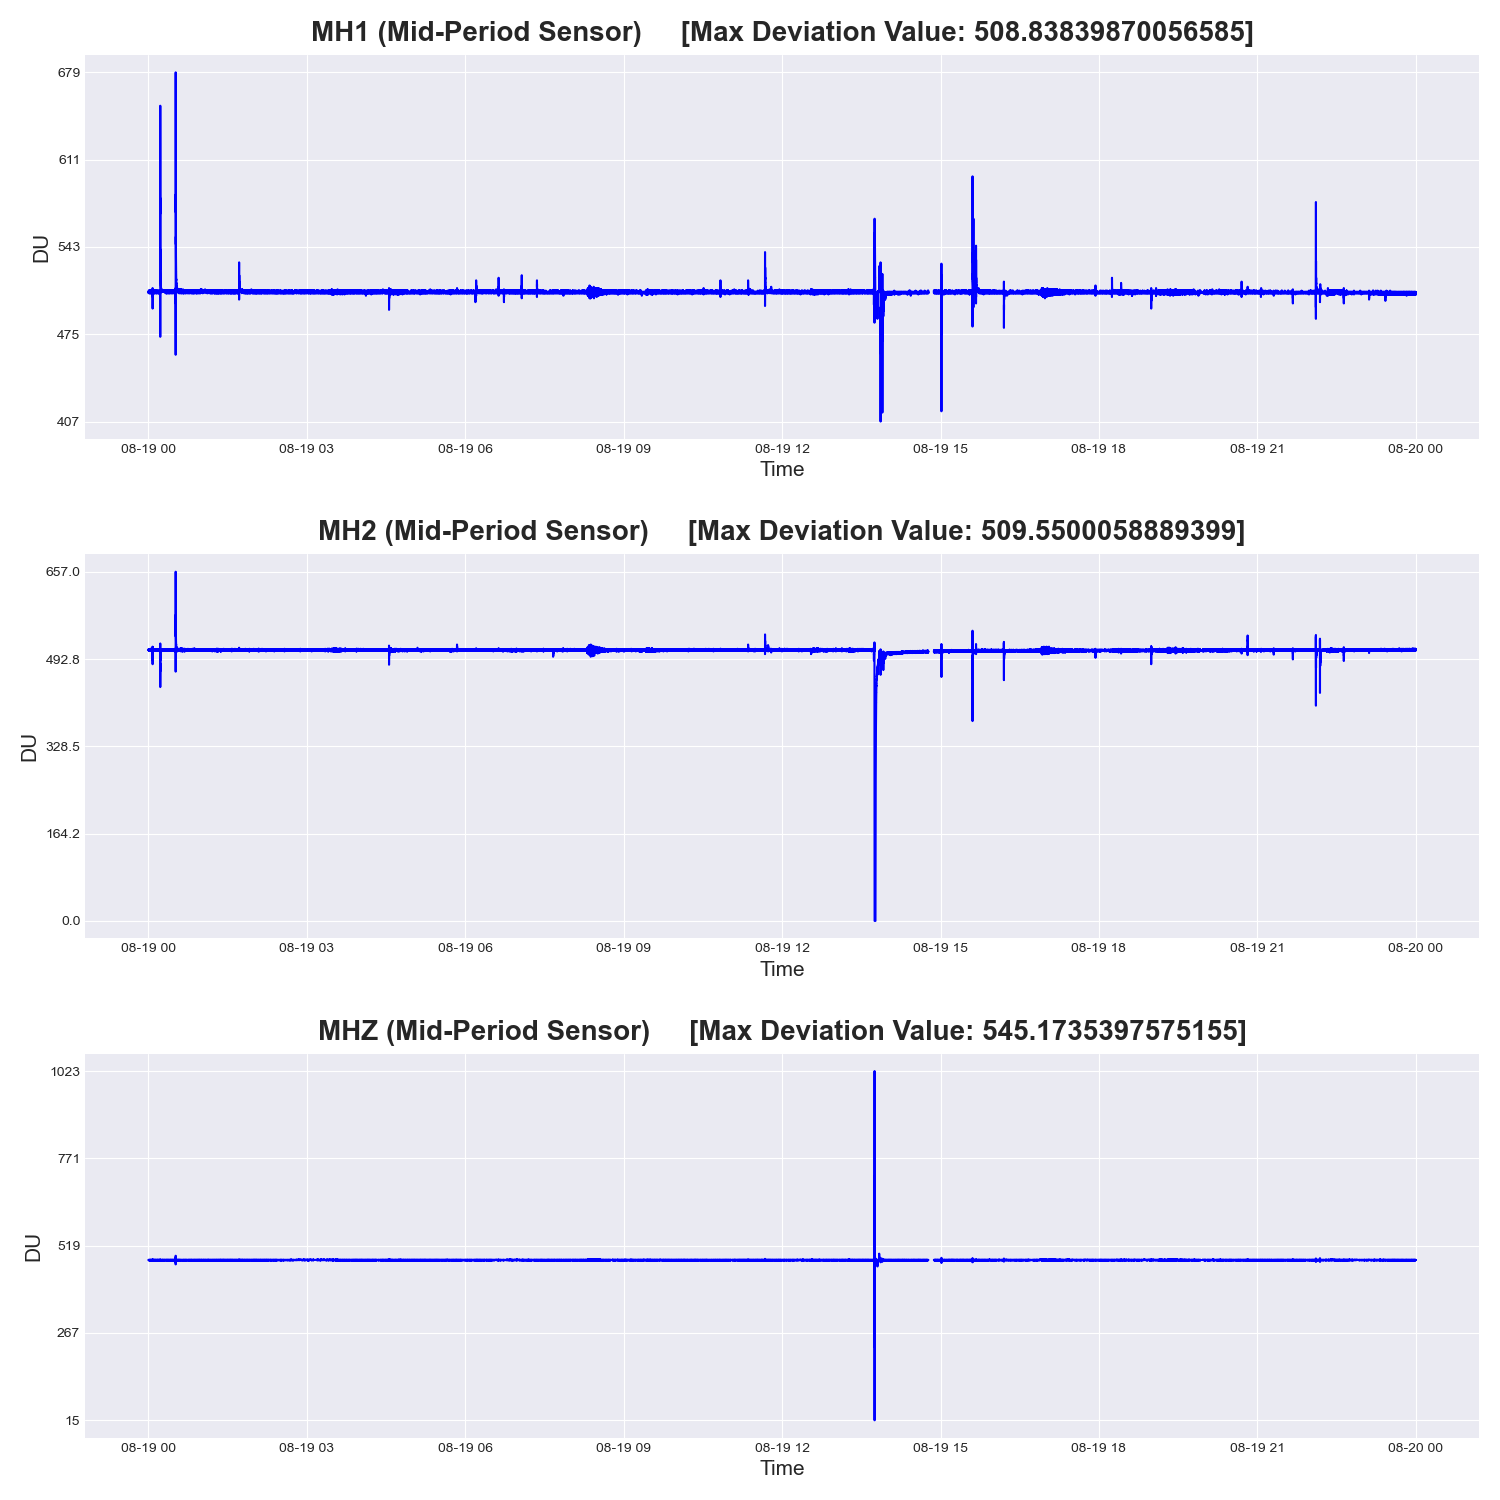 MH1 (Mid-Period Sensor) [Max Deviation Value: 508.83839870056585]
679
611
543
475
407
DU
08-19 00 08-19 03 08-19 06 08-19 09 08-19 12 08-19 15 08-19 18 08-19 21 08-20 00
Time
MH2 (Mid-Period Sensor) [Max Deviation Value: 509.5500058889399]
657.0
492.8
328.5
164.2
0.0
DU
08-19 00 08-19 03 08-19 06 08-19 09 08-19 12 08-19 15 08-19 18 08-19 21 08-20 00
Time
MHZ (Mid-Period Sensor) [Max Deviation Value: 545.1735397575155]
1023
771
519
267
15
DU
08-19 00 08-19 03 08-19 06 08-19 09 08-19 12 08-19 15 08-19 18 08-19 21 08-20 00
Time